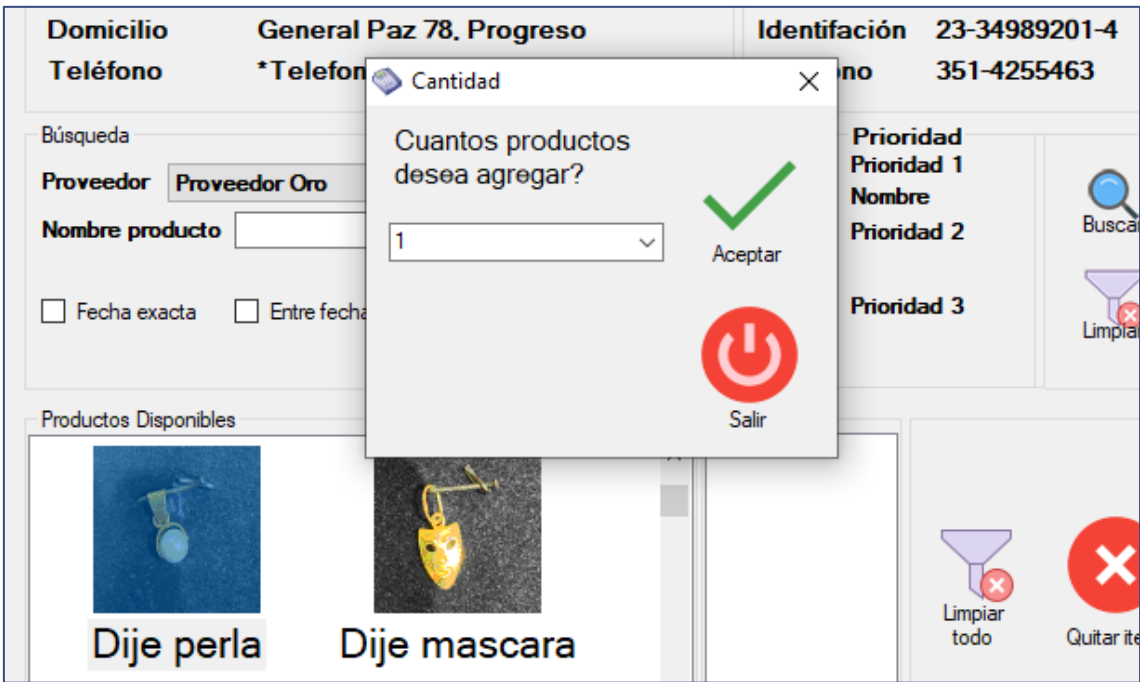 Domicilio General Paz 78, Progreso
Teléfono *Telefon
Identifación 23-34989201-4
ono 351-4255463
Cantidad
Cuantos productos
desea agregar?
1
Aceptar
Salir
Búsqueda
Proveedor Proveedor Oro
Nombre producto
Fecha exacta Entre fecha
Prioridad
Prioridad 1
Nombre
Prioridad 2
Prioridad 3
Buscar
Limpiar
Productos Disponibles
Dije perla
Dije mascara
Limpiar
todo
Quitar ite